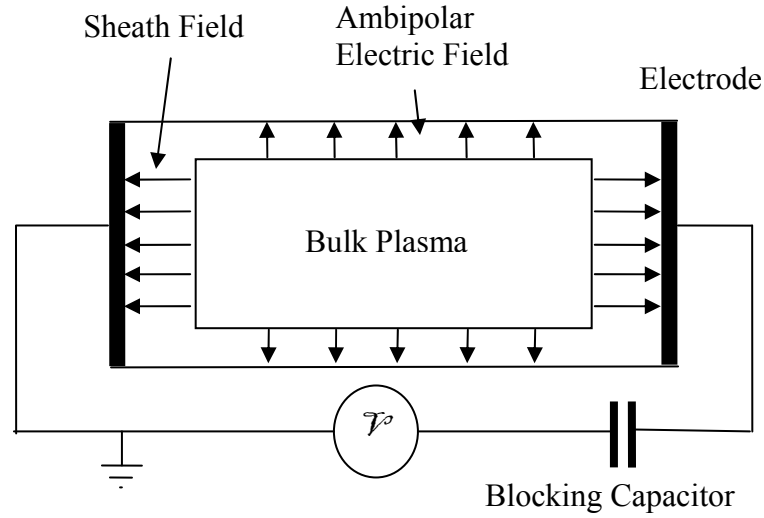 Sheath Field
Ambipolar
Electric Field
Electrode
Bulk Plasma
𝒱
Blocking Capacitor